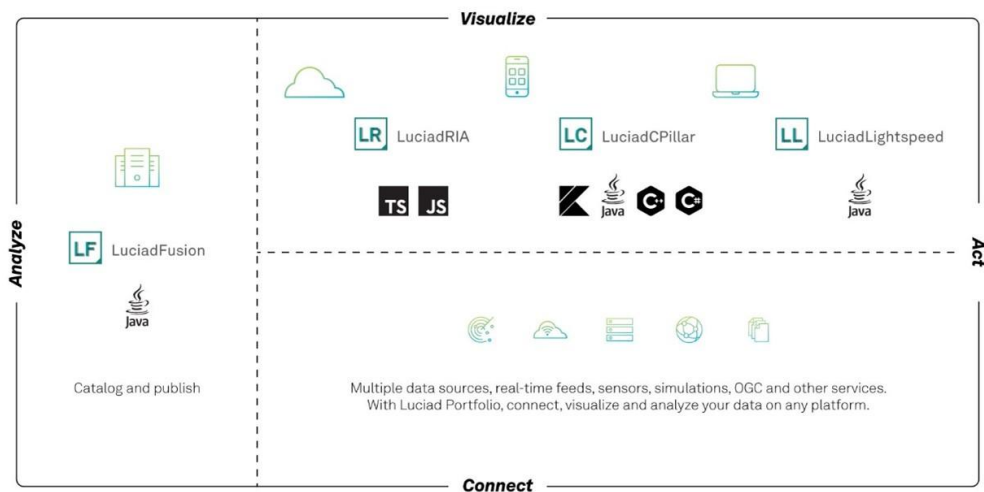 Visualize
LR LuciadRIA
LC LuciadCPillar
LL LuciadLightspeed
TS JS
Java C++ C#
Java
Analyze
LF LuciadFusion
Java
Catalog and publish
Act
Multiple data sources, real-time feeds, sensors, simulations, OGC and other services.
With Luciad Portfolio, connect, visualize and analyze your data on any platform.
Connect